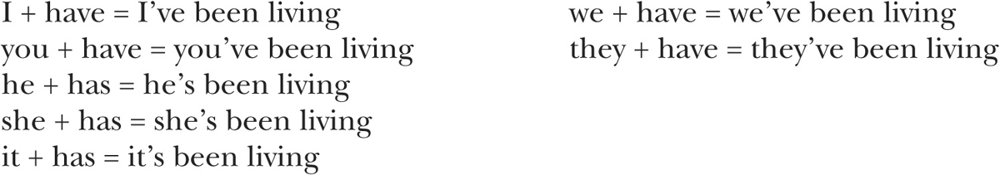 I + have = I’ve been living
you + have = you’ve been living
he + has = he’s been living
she + has = she’s been living
it + has = it’s been living
we + have = we’ve been living
they + have = they’ve been living